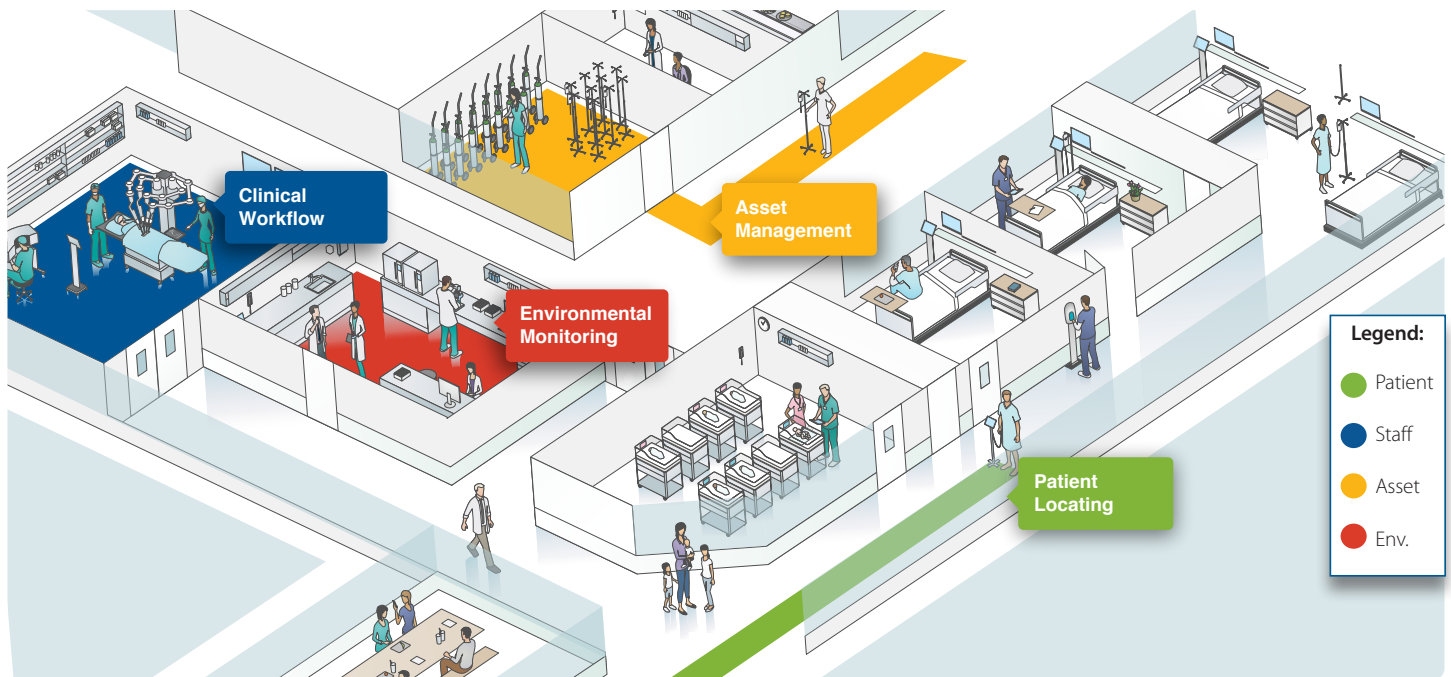 Clinical
Workflow
Asset
Management
Environmental
Monitoring
Patient
Locating
Legend:
Patient
Staff
Asset
Env.